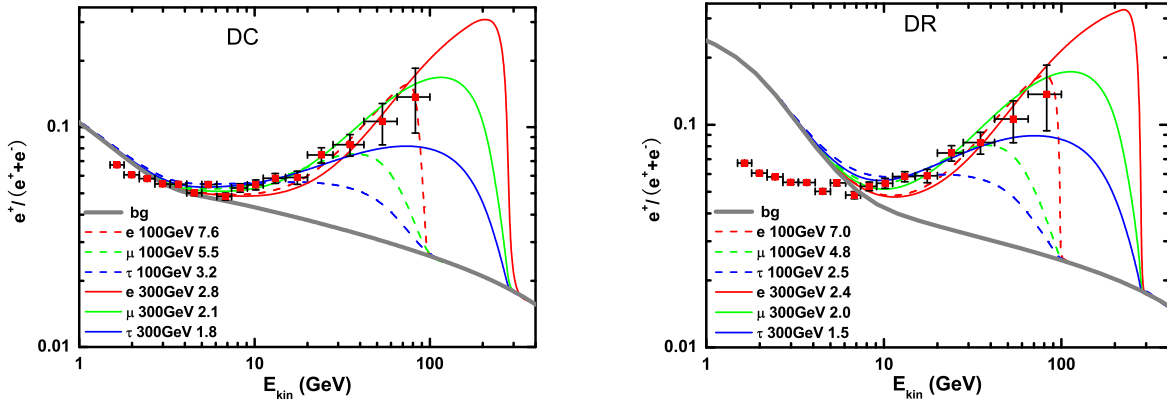 DC
e⁺/(e⁺+e⁻)
0.1
0.01
bg
e 100GeV 7.6
μ 100GeV 5.5
τ 100GeV 3.2
e 300GeV 2.8
μ 300GeV 2.1
τ 300GeV 1.8
1 10 100
E_kin (GeV)
DR
e⁺/(e⁺+e⁻)
0.1
0.01
bg
e 100GeV 7.0
μ 100GeV 4.8
τ 100GeV 2.5
e 300GeV 2.4
μ 300GeV 2.0
τ 300GeV 1.5
1 10 100
E_kin (GeV)